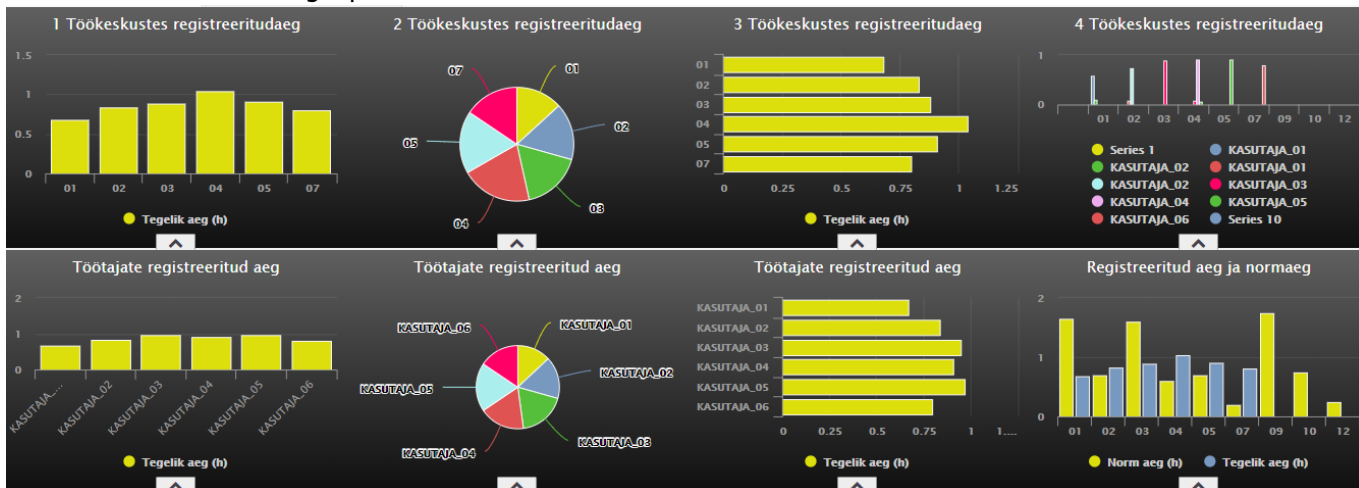 1 Töökeskustes registreeritudaeg
1.5
1
0.5
0
01 02 03 04 05 07
Tegelik aeg (h)
2 Töökeskustes registreeritudaeg
07 01
02
05
03
04
3 Töökeskustes registreeritudaeg
01
02
03
04
05
07
0 0.25 0.5 0.75 1 1.25
Tegelik aeg (h)
4 Töökeskustes registreeritudaeg
1
0
01 02 03 04 05 07 09 10 12
Series 1 KASUTAJA_01
KASUTAJA_02 KASUTAJA_01
KASUTAJA_02 KASUTAJA_03
KASUTAJA_04 KASUTAJA_05
KASUTAJA_06 Series 10
Töötajate registreeritud aeg
2
1
0
KASUTAJA_... KASUTAJA_02 KASUTAJA_03 KASUTAJA_04 KASUTAJA_05 KASUTAJA_06
Tegelik aeg (h)
Töötajate registreeritud aeg
KASUTAJA_06 KASUTAJA_01
KASUTAJA_02
KASUTAJA_05
KASUTAJA_03
KASUTAJA_04
Töötajate registreeritud aeg
KASUTAJA_01
KASUTAJA_02
KASUTAJA_03
KASUTAJA_04
KASUTAJA_05
KASUTAJA_06
0 0.25 0.5 0.75 1 1....
Tegelik aeg (h)
Registreeritud aeg ja normaeg
2
1
0
01 02 03 04 05 07 09 10 12
Norm aeg (h) Tegelik aeg (h)